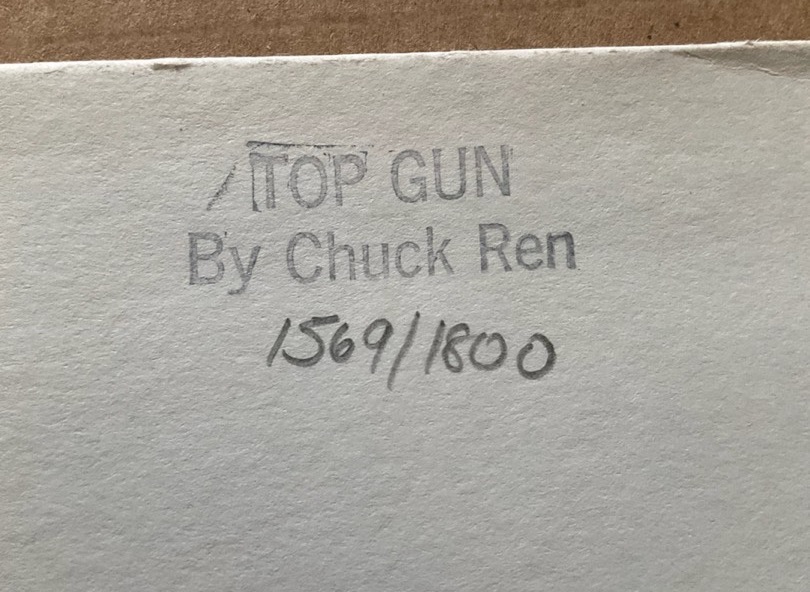 TOP GUN
By Chuck Ren
1569/1800